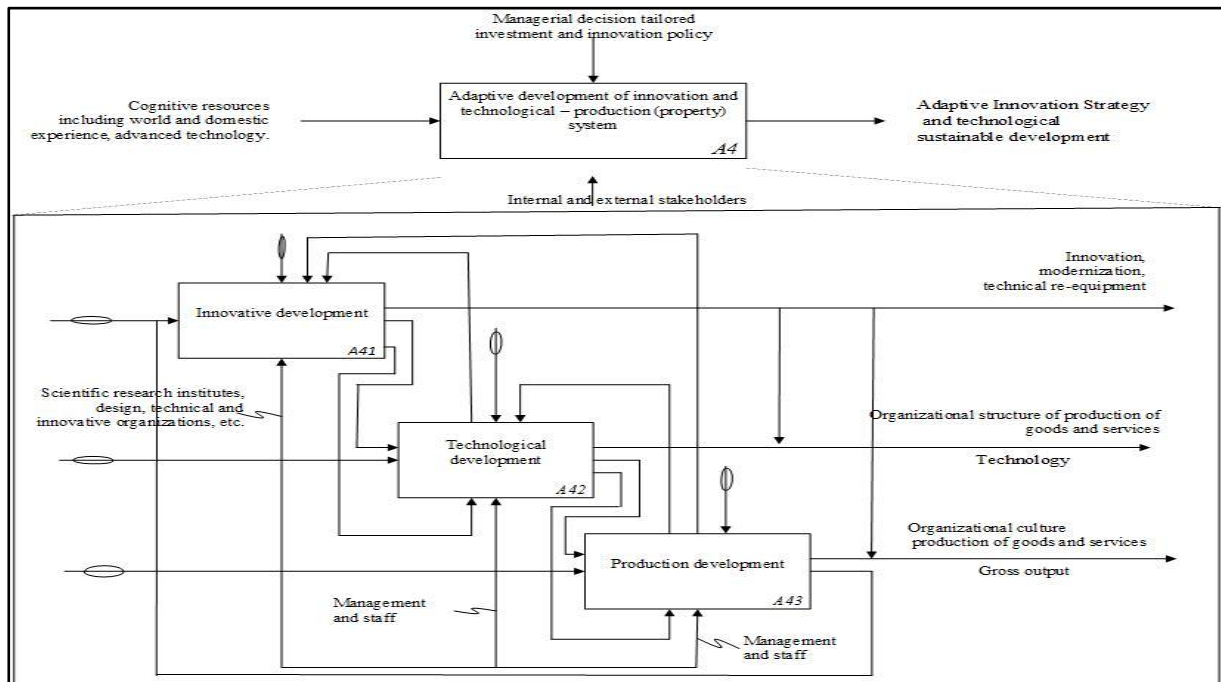 Managerial decision tailored
investment and innovation policy
Cognitive resources
including world and domestic
experience, advanced technology.
Adaptive development of innovation and
technological – production (property)
system
A4
Adaptive Innovation Strategy
and technological
sustainable development
Internal and external stakeholders
Innovation,
modernization,
technical re-equipment
Innovative development
A41
Scientific research institutes,
design, technical and
innovative organizations, etc.
Technological
development
A42
Organizational structure of production of
goods and services
Technology
Organizational culture
production of goods and services
Gross output
Production development
A43
Management
and staff
Management
and staff